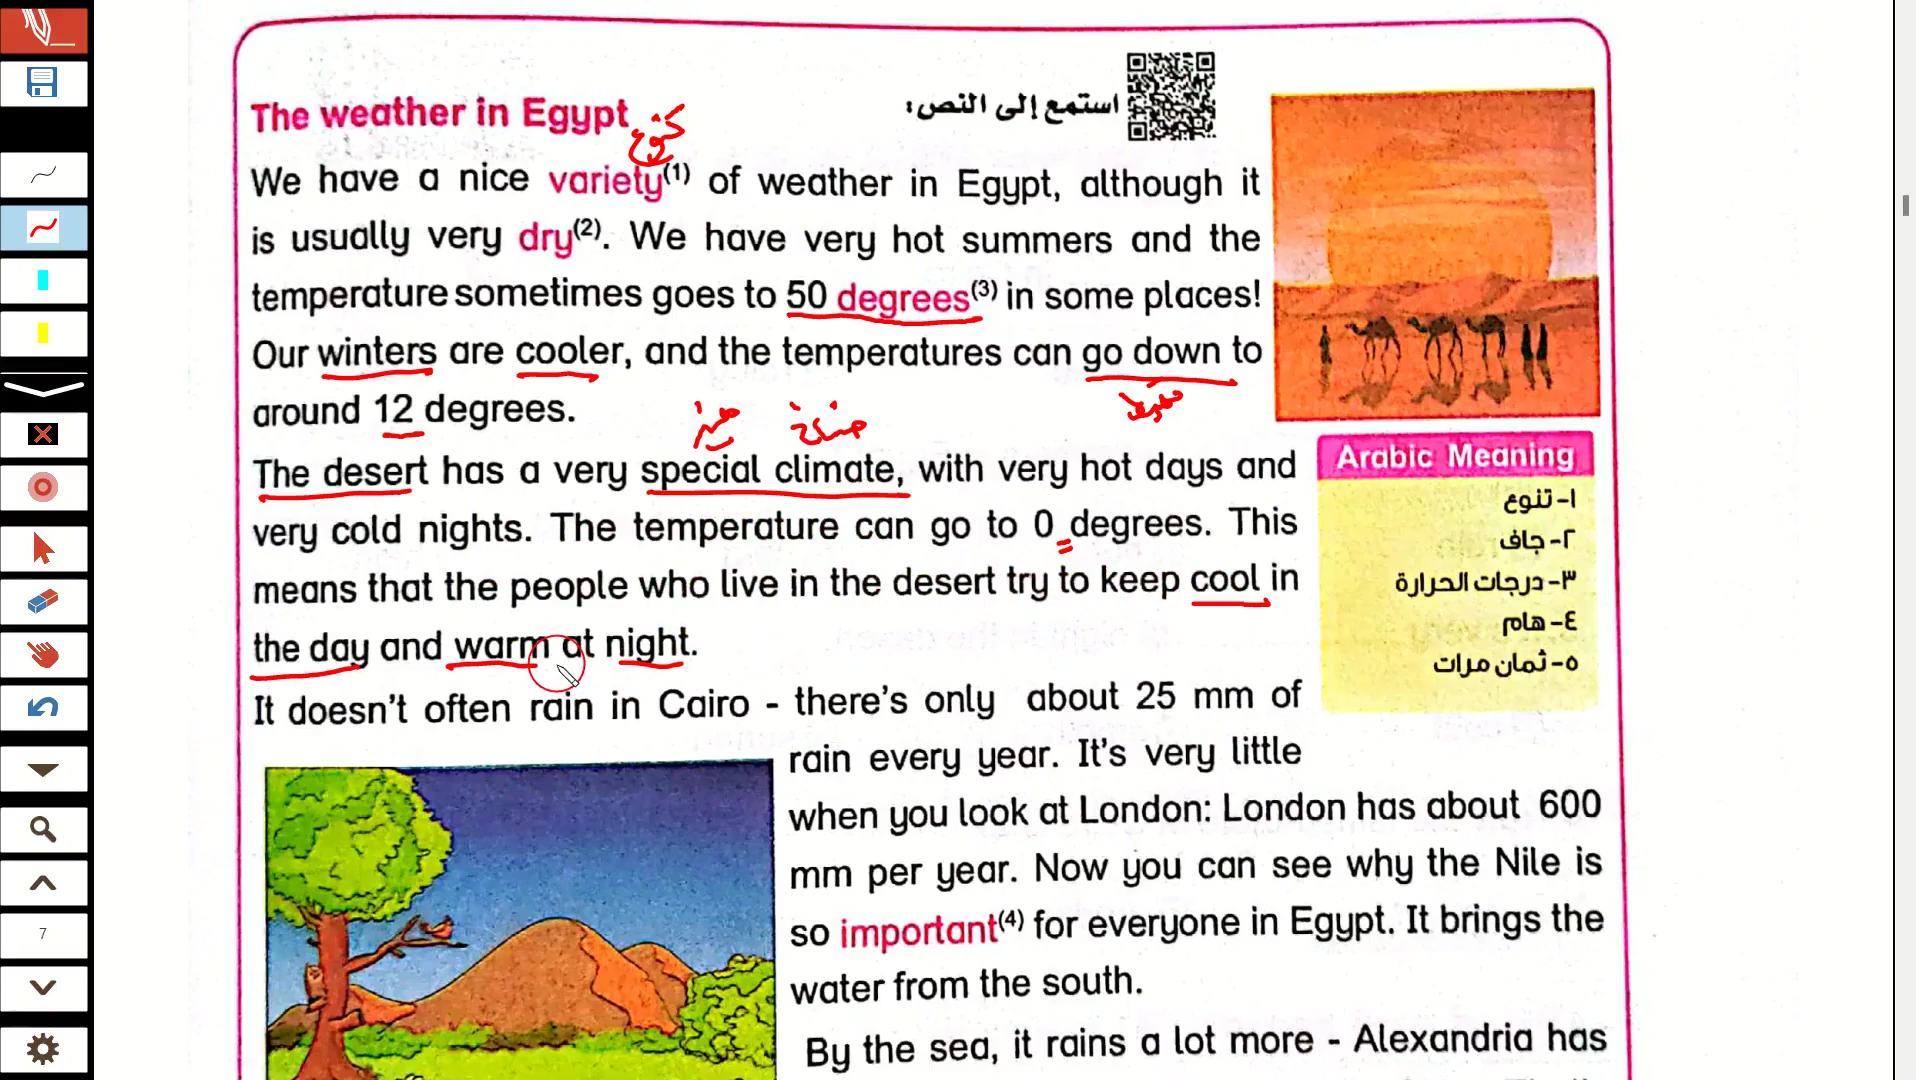 The weather in Egypt
استمع إلى النص:
We have a nice variety(1) of weather in Egypt, although it
is usually very dry(2). We have very hot summers and the
temperature sometimes goes to 50 degrees(3) in some places!
Our winters are cooler, and the temperatures can go down to
around 12 degrees.
The desert has a very special climate, with very hot days and
very cold nights. The temperature can go to 0 degrees. This
means that the people who live in the desert try to keep cool in
the day and warm at night.
It doesn't often rain in Cairo - there's only about 25 mm of
rain every year. It's very little
when you look at London: London has about 600
mm per year. Now you can see why the Nile is
so important(4) for everyone in Egypt. It brings the
water from the south.
By the sea, it rains a lot more - Alexandria has
Arabic Meaning
١- تنوع
٢- جاف
٣- درجات الحرارة
٤- هام
٥- ثمان مرات
7